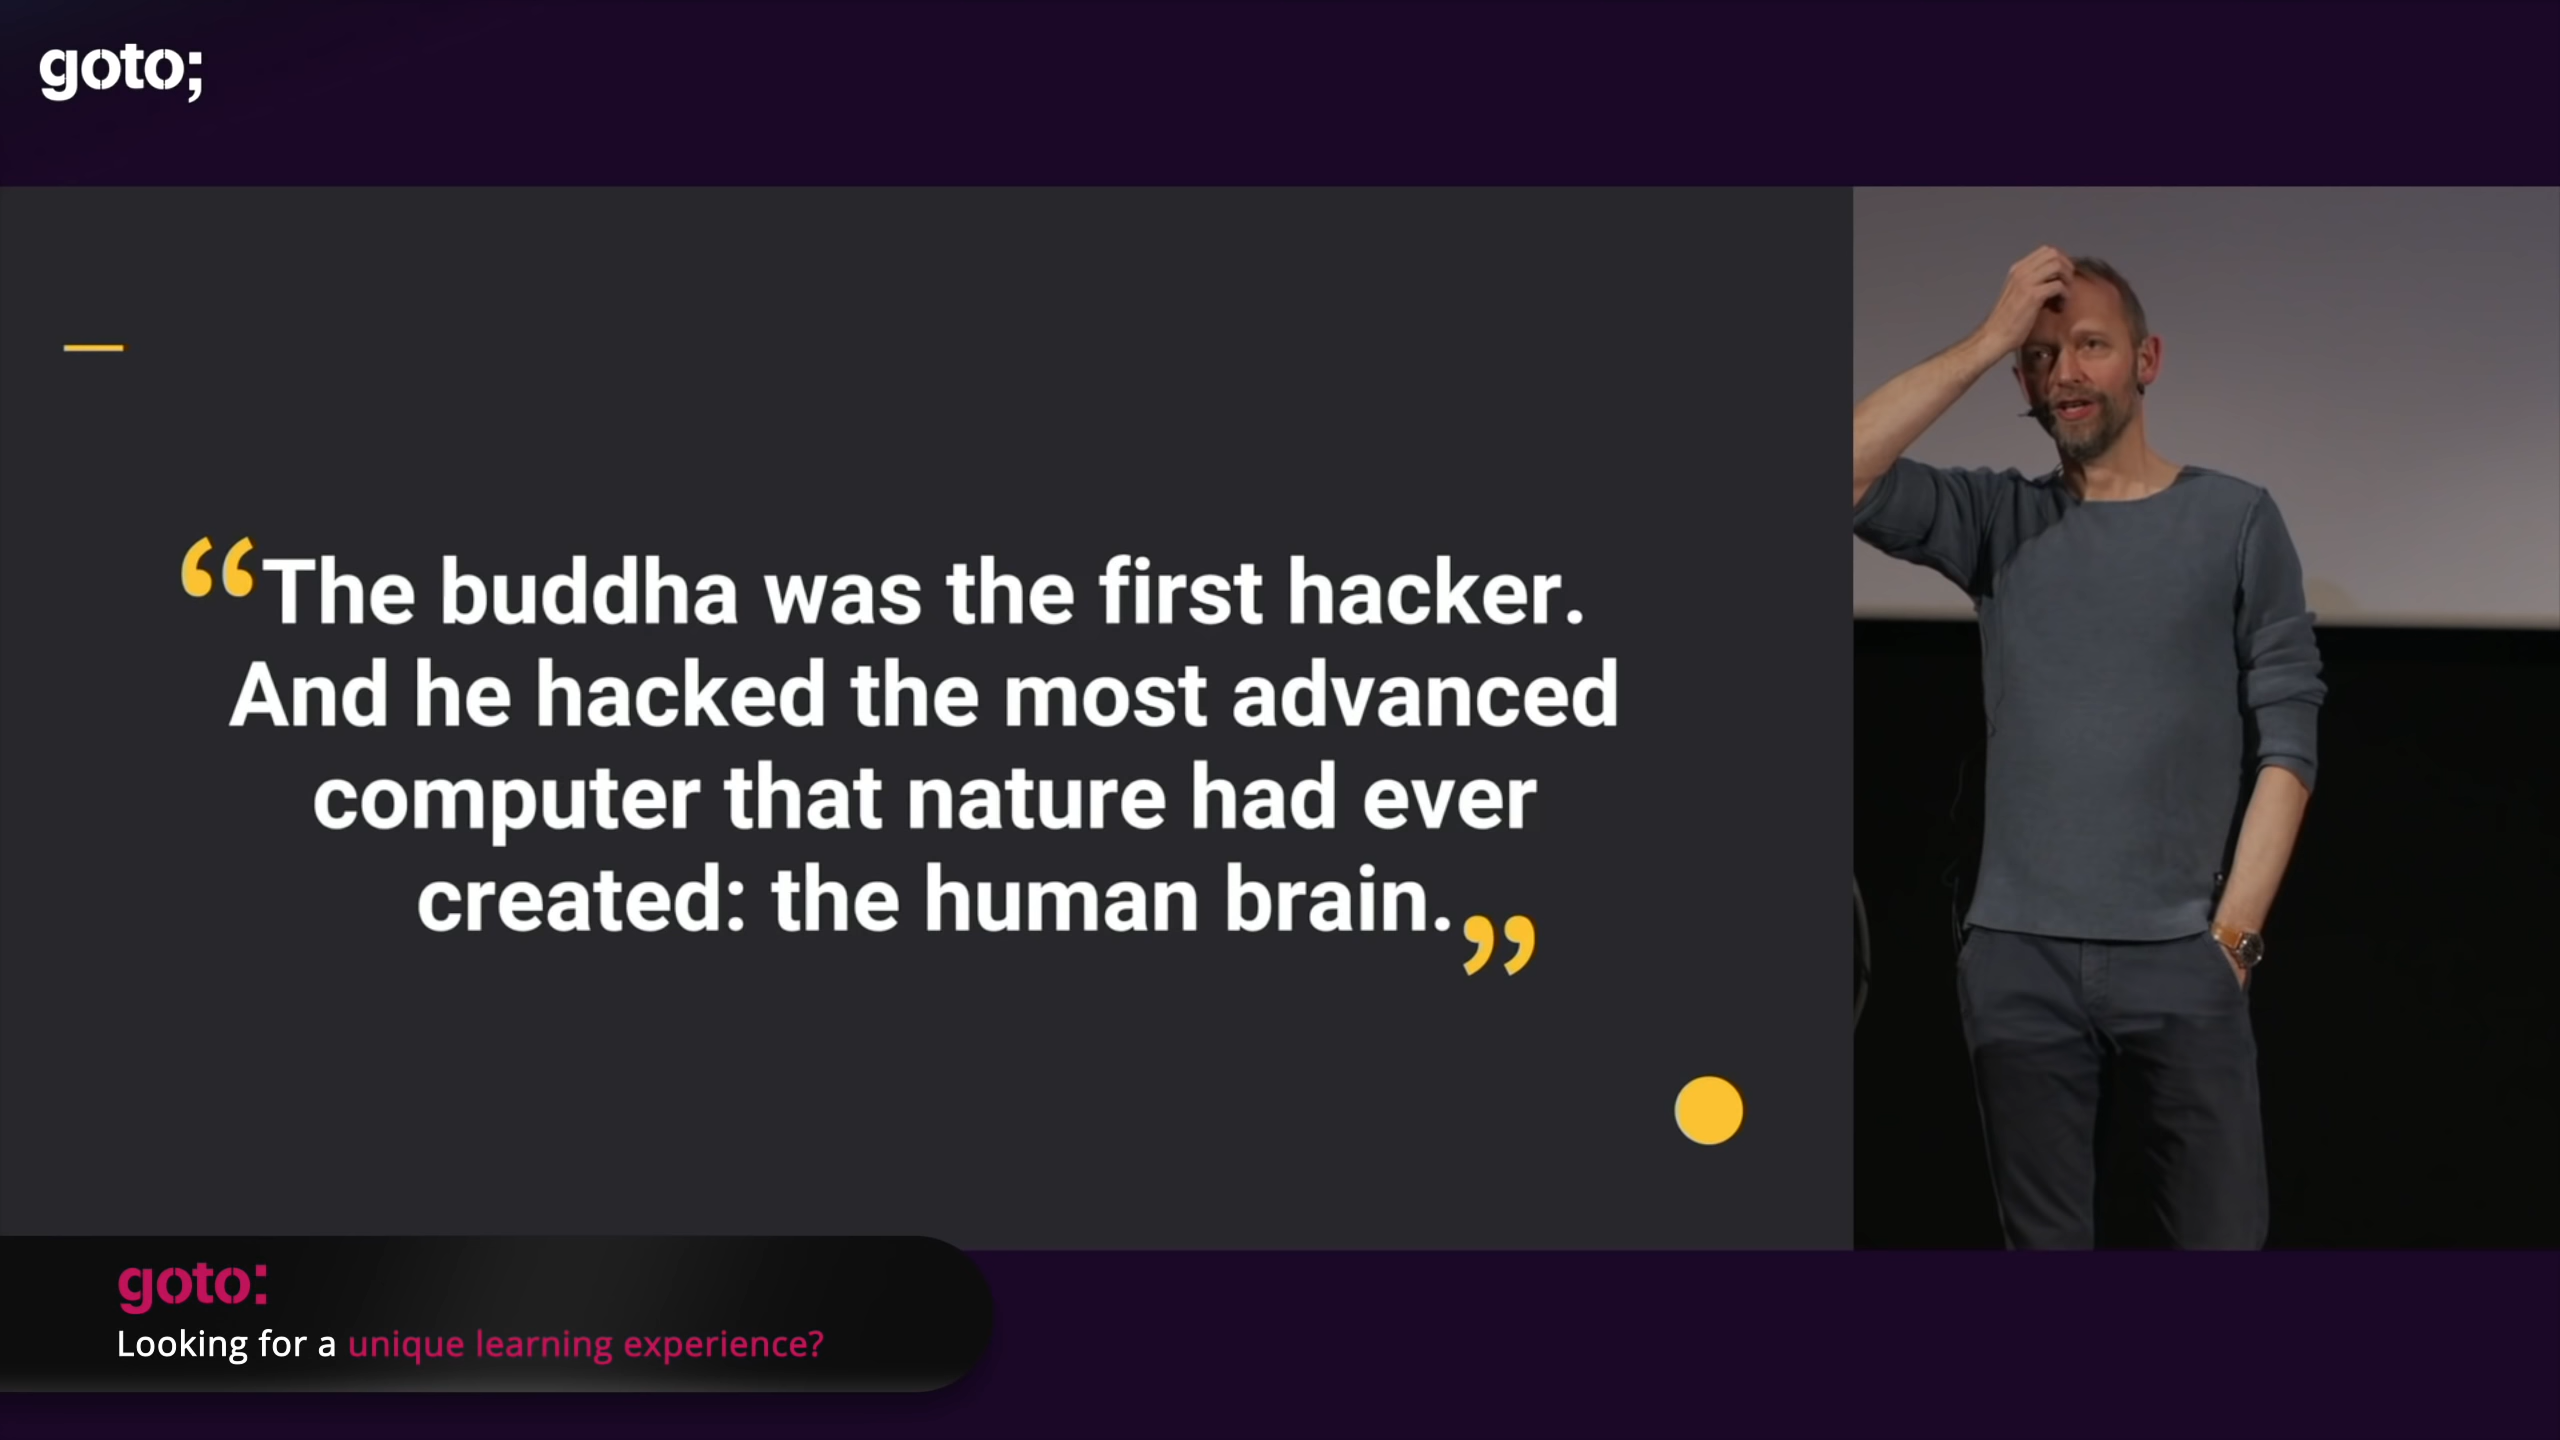 goto;
“The buddha was the first hacker.
And he hacked the most advanced
computer that nature had ever
created: the human brain.”
goto:
Looking for a unique learning experience?